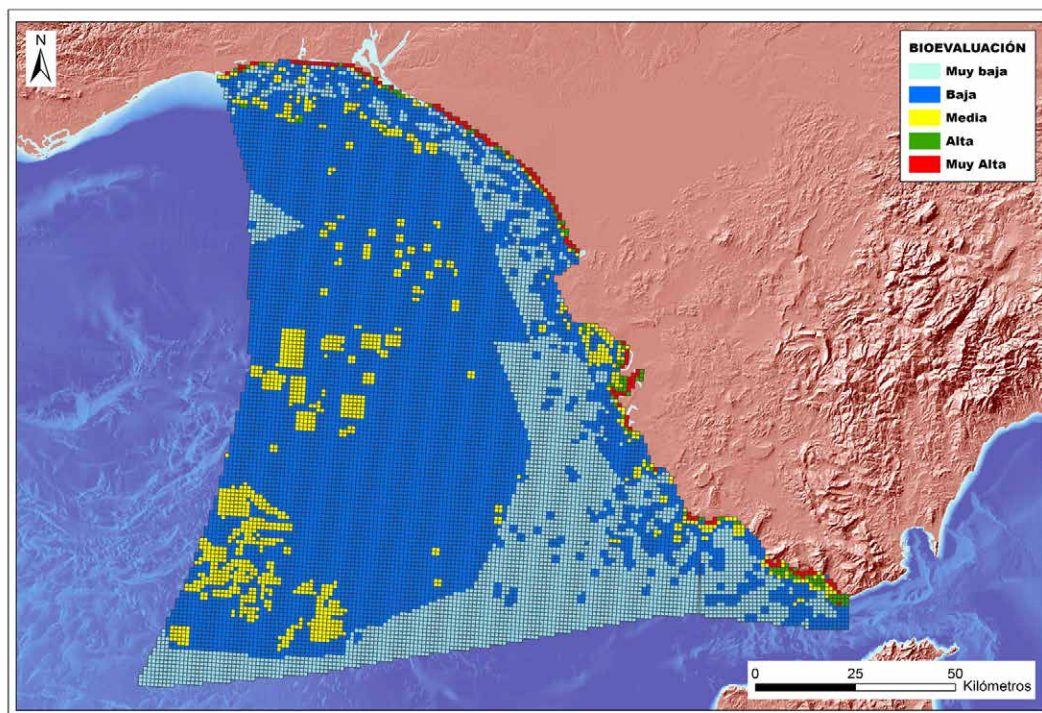 N
BIOEVALUACIÓN
Muy baja
Baja
Media
Alta
Muy Alta
0 25 50
Kilómetros